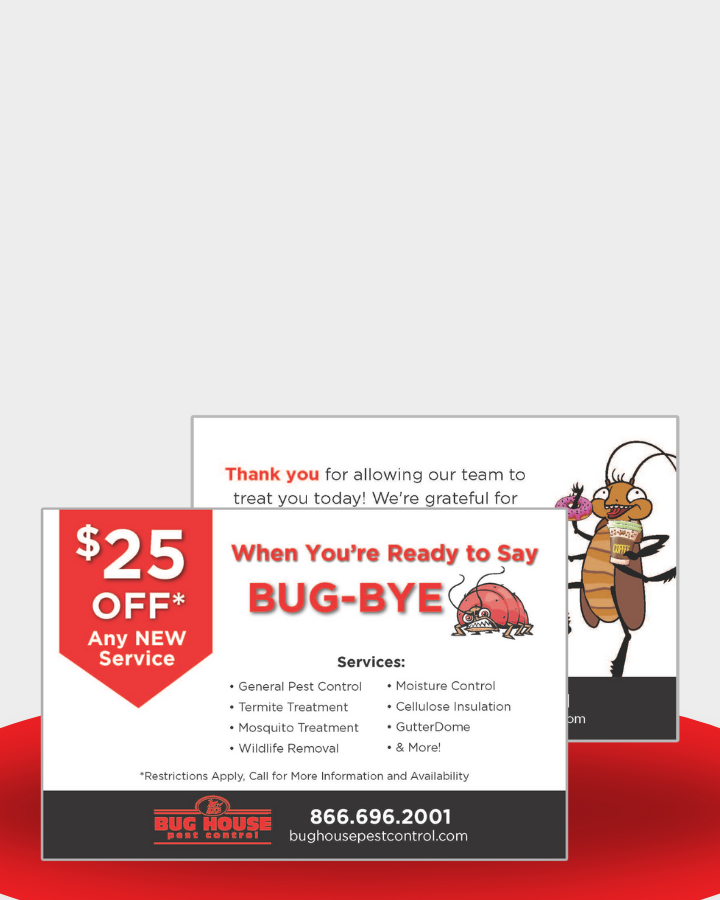 Thank you for allowing our team to
treat you today! We're grateful for
COFFEE
$25
OFF*
Any NEW
Service
When You're Ready to Say
BUG-BYE
Services:
• General Pest Control
• Termite Treatment
• Mosquito Treatment
• Wildlife Removal
• Moisture Control
• Cellulose Insulation
• GutterDome
• & More!
*Restrictions Apply, Call for More Information and Availability
BUG HOUSE
pest control
866.696.2001
bughousepestcontrol.com
om